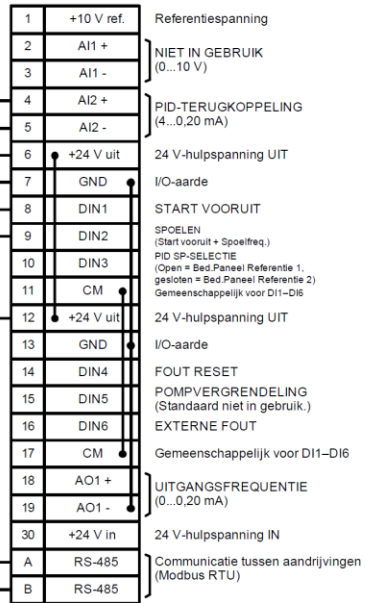 1 +10 V ref. Referentiespanning
2 AI1 + NIET IN GEBRUIK
(0...10 V)
3 AI1 -
4 AI2 + PID-TERUGKOPPELING
(4...0,20 mA)
5 AI2 -
6 +24 V uit 24 V-hulpspanning UIT
7 GND I/O-aarde
8 DIN1 START VOORUIT
9 DIN2 SPOELEN
(Start vooruit + Spoelfreq.)
10 DIN3 PID SP-SELECTIE
(Open = Bed.Paneel Referentie 1,
gesloten = Bed.Paneel Referentie 2)
11 CM Gemeenschappelijk voor DI1–DI6
12 +24 V uit 24 V-hulpspanning UIT
13 GND I/O-aarde
14 DIN4 FOUT RESET
15 DIN5 POMPVERGRENDELING
(Standaard niet in gebruik.)
16 DIN6 EXTERNE FOUT
17 CM Gemeenschappelijk voor DI1–DI6
18 AO1 + UITGANGSFREQUENTIE
(0...0,20 mA)
19 AO1 -
30 +24 V in 24 V-hulpspanning IN
A RS-485 Communicatie tussen aandrijvingen
(Modbus RTU)
B RS-485